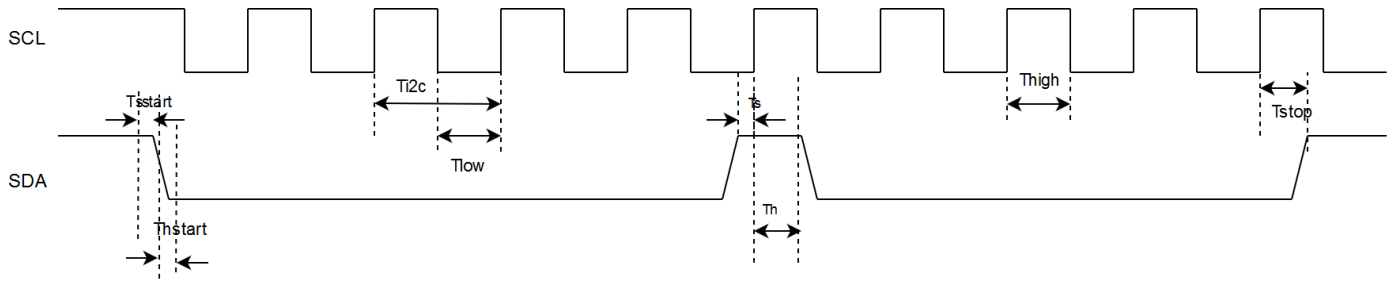 SCL
Tsstart
Ti2c
Tlow
Ts
Thigh
Tstop
SDA
Thstart
Th